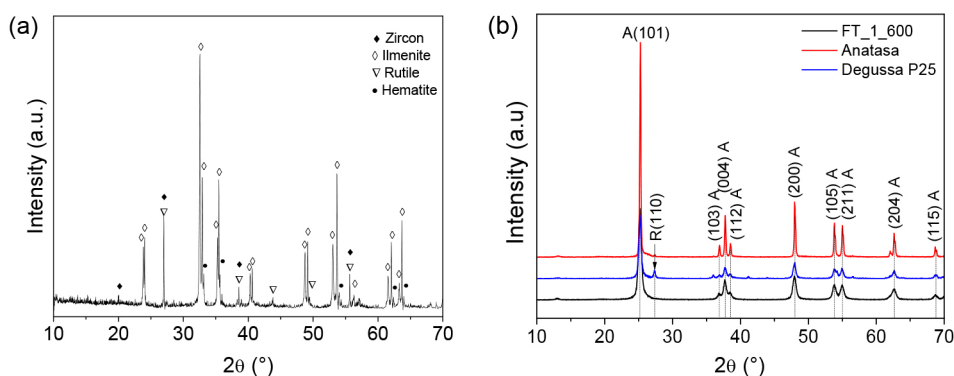 (a)
Intensity (a.u.)
◆ Zircon
◇ Ilmenite
▽ Rutile
● Hematite
10 20 30 40 50 60 70
2θ (°)
(b)
Intensity (a.u)
A(101)
R(110)
(103) A
(004) A
(112) A
(200) A
(105) A
(211) A
(204) A
(115) A
FT_1_600
Anatasa
Degussa P25
10 20 30 40 50 60 70
2θ (°)